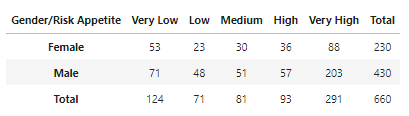 Gender/Risk Appetite Very Low Low Medium High Very High Total
Female 53 23 30 36 88 230
Male 71 48 51 57 203 430
Total 124 71 81 93 291 660